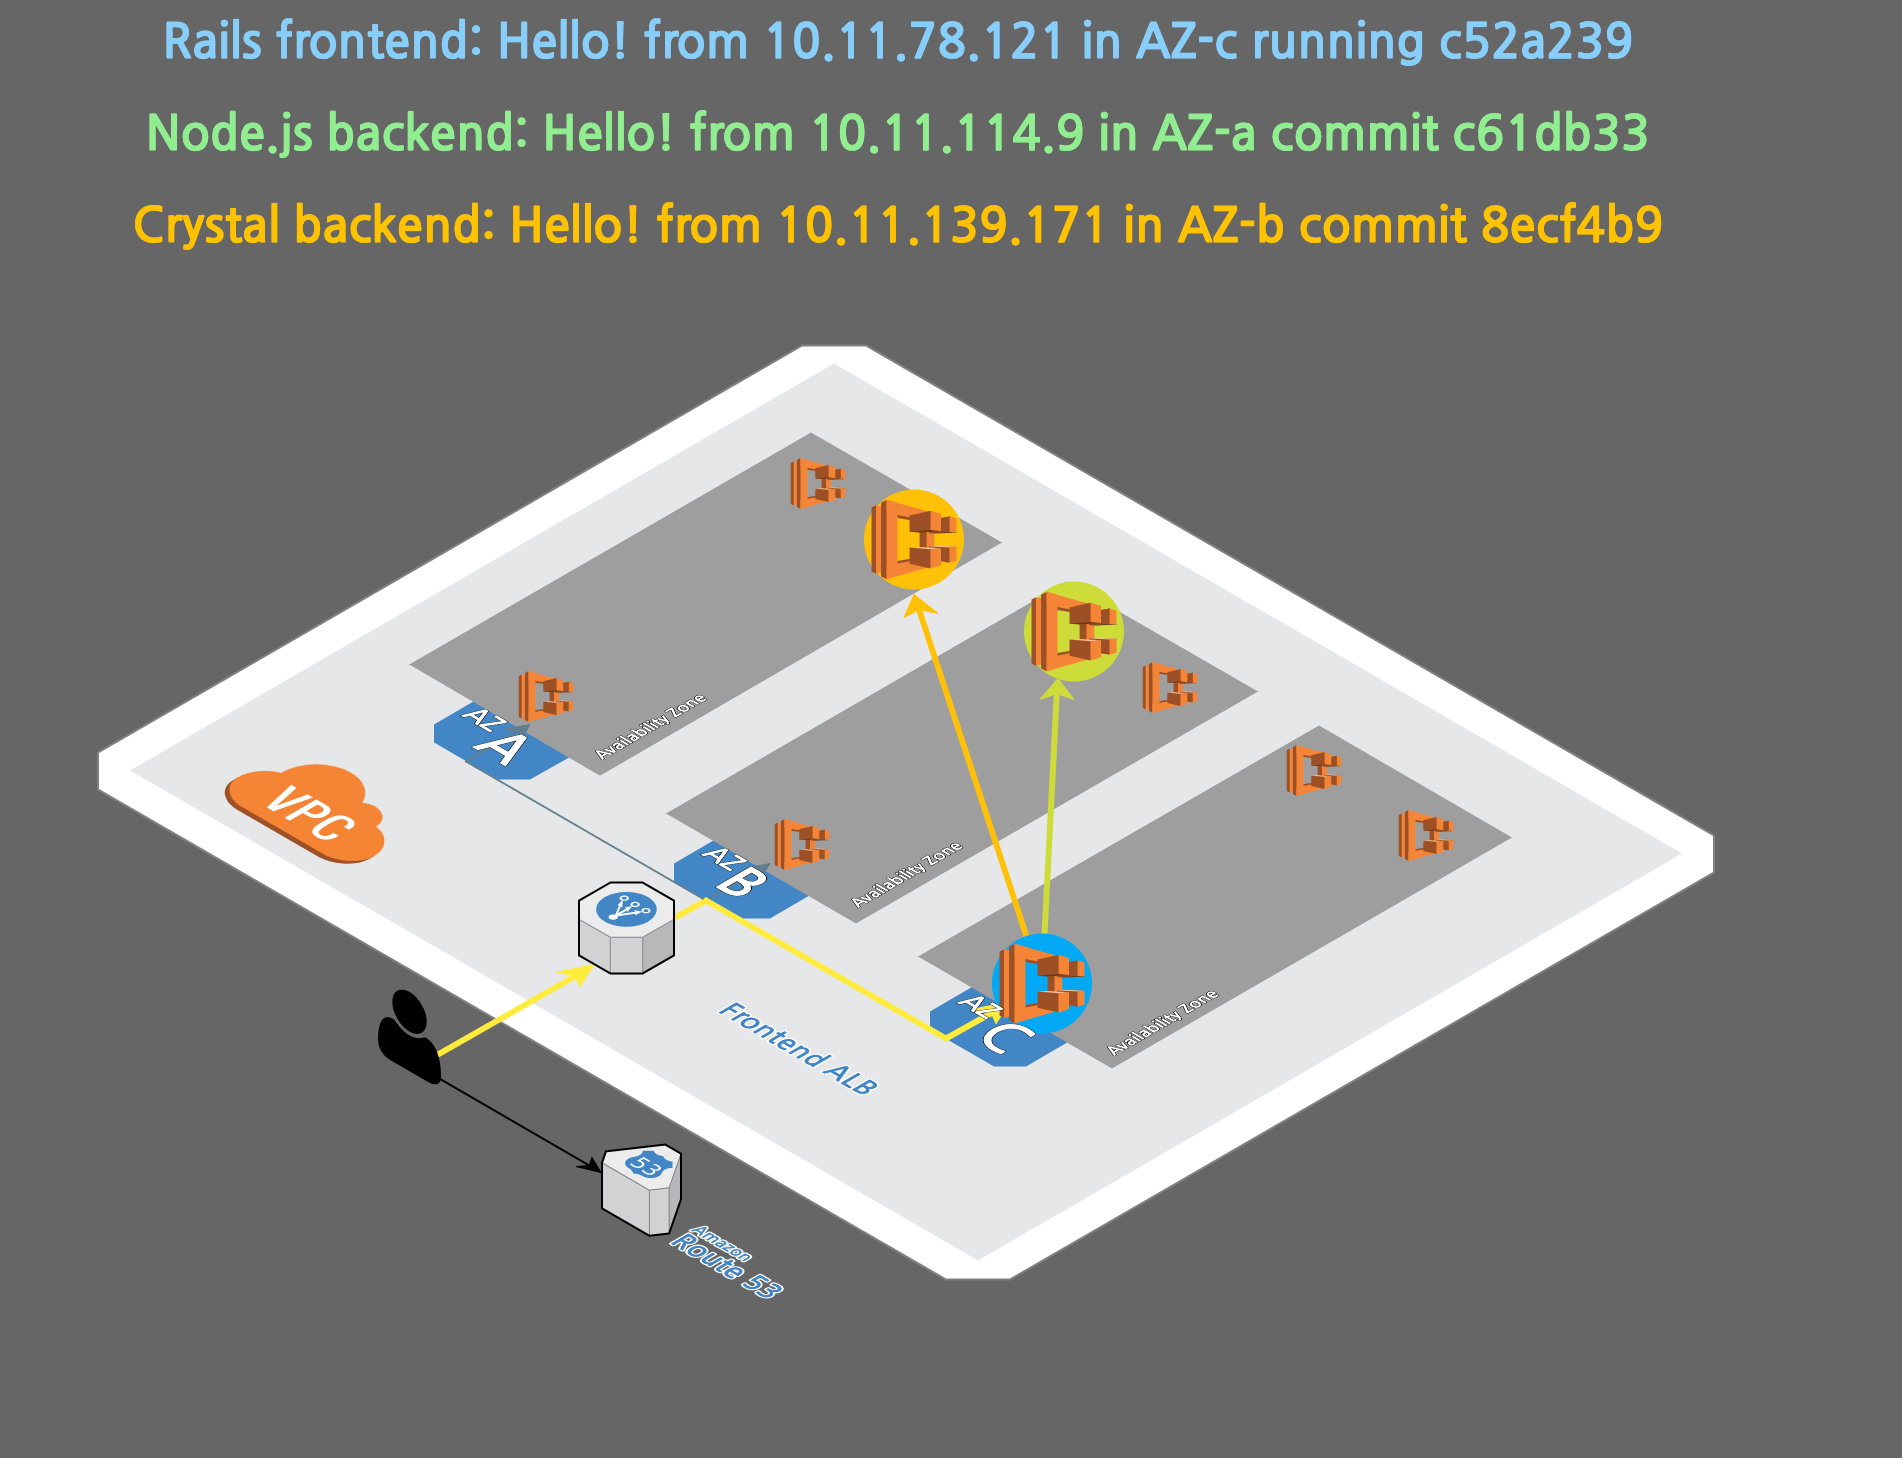 Rails frontend: Hello! from 10.11.78.121 in AZ-c running c52a239
Node.js backend: Hello! from 10.11.114.9 in AZ-a commit c61db33
Crystal backend: Hello! from 10.11.139.171 in AZ-b commit 8ecf4b9
AZ
A
Availability Zone
VPC
AZ
B
Availability Zone
AZ
C
Availability Zone
Frontend ALB
53
Amazon
Route 53